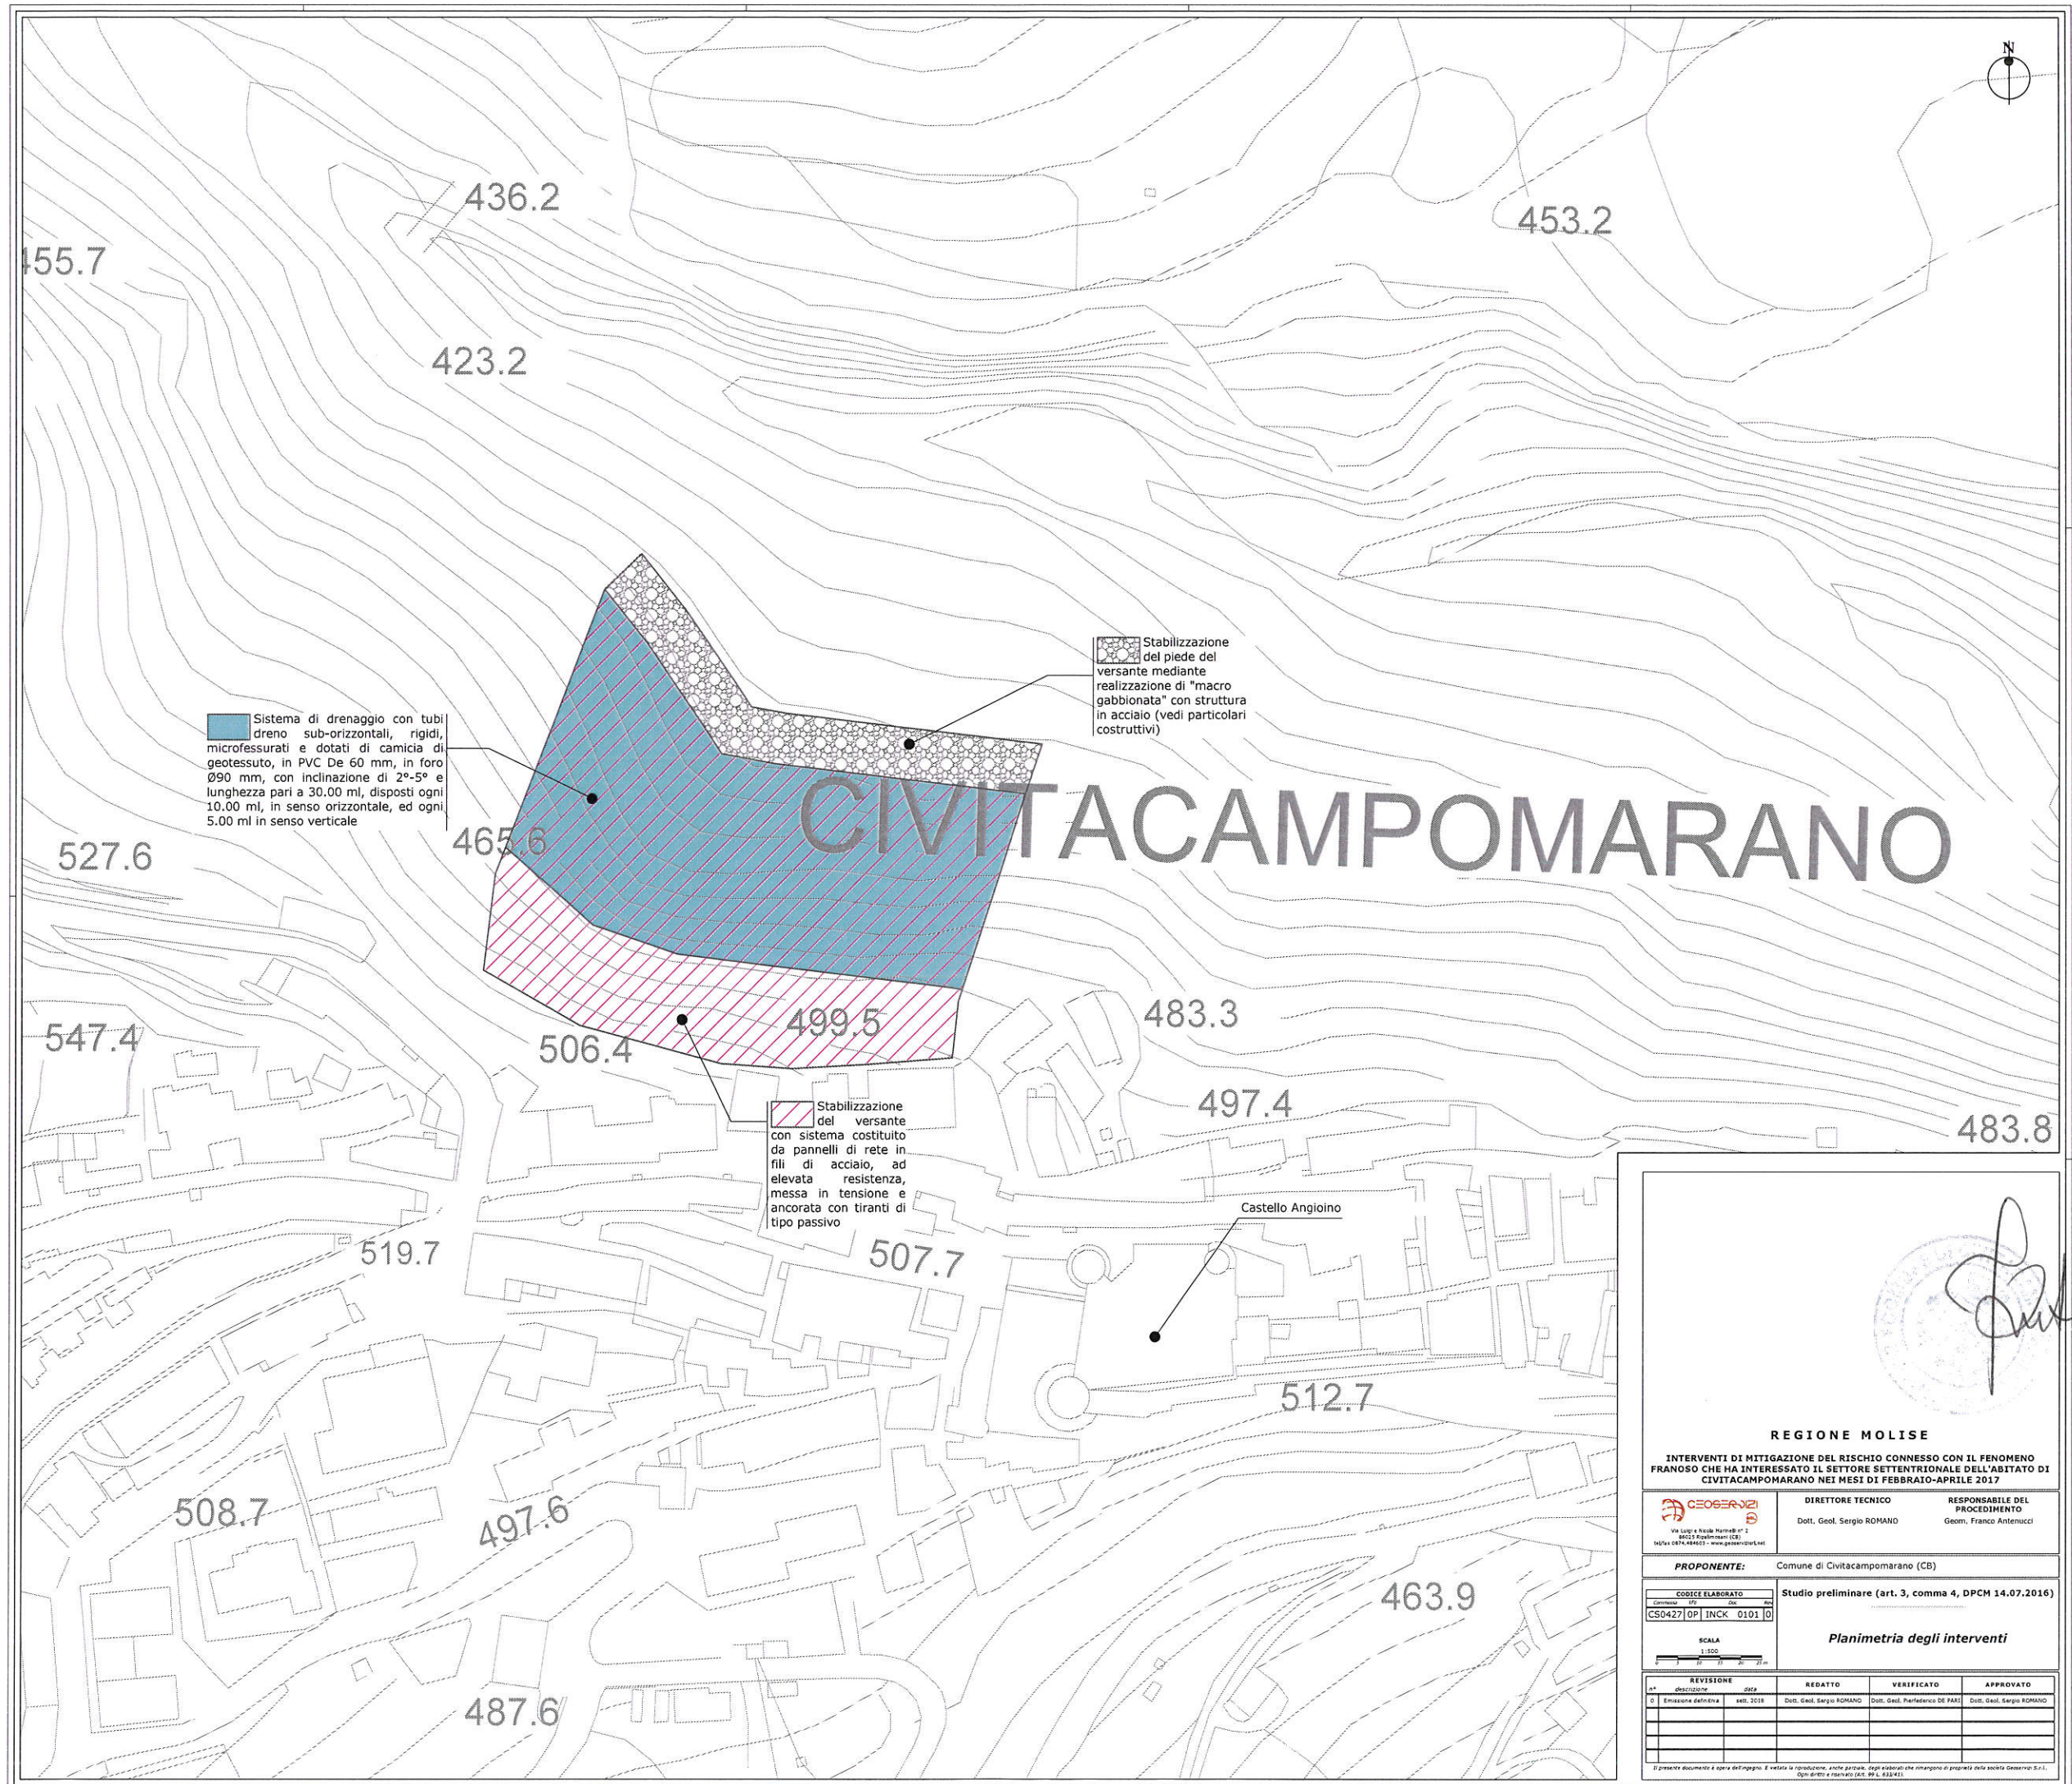 N
436.2
453.2
455.7
423.2
Stabilizzazione
del piede del
versante mediante
realizzazione di "macro
gabbionata" con struttura
in acciaio (vedi particolari
costruttivi)
Sistema di drenaggio con tubi
dreno sub-orizzontali, rigidi,
microfessurati e dotati di camicia di
geotessuto, in PVC De 60 mm, in foro
Ø90 mm, con inclinazione di 2°-5° e
lunghezza pari a 30.00 ml, disposti ogni
10.00 ml, in senso orizzontale, ed ogni
5.00 ml in senso verticale
CIVITACAMPOMARANO
465.6
527.6
483.3
499.5
547.4
506.4
497.4
483.8
Stabilizzazione
del versante
con sistema costituito
da pannelli di rete in
fili di acciaio, ad
elevata resistenza,
messa in tensione e
ancorata con tiranti di
tipo passivo
Castello Angioino
519.7
507.7
512.7
508.7
497.6
463.9
487.6
REGIONE MOLISE
INTERVENTI DI MITIGAZIONE DEL RISCHIO CONNESSO CON IL FENOMENO
FRANOSO CHE HA INTERESSATO IL SETTORE SETTENTRIONALE DELL'ABITATO DI
CIVITACAMPOMARANO NEI MESI DI FEBBRAIO-APRILE 2017
GEOSERVIZI
DIRETTORE TECNICO
Dott. Geol. Sergio ROMANO
RESPONSABILE DEL
PROCEDIMENTO
Geom. Franco Antenucci
PROPONENTE: Comune di Civitacampomarano (CB)
CODICE ELABORATO
CS0427 0P INCK 0101 0
Studio preliminare (art. 3, comma 4, DPCM 14.07.2016)
SCALA
1:500
Planimetria degli interventi
REVISIONE
n° descrizione data
REDATTO VERIFICATO APPROVATO
0 Emissione definitiva sett. 2018 Dott. Geol. Sergio ROMANO Dott. Geol. Pierfederico DE PARI Dott. Geol. Sergio ROMANO